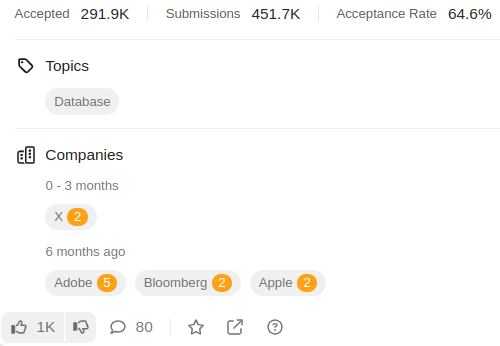 Accepted 291.9K Submissions 451.7K Acceptance Rate 64.6%
Topics
Database
Companies
0 - 3 months
X 2
6 months ago
Adobe 5 Bloomberg 2 Apple 2
1K 80